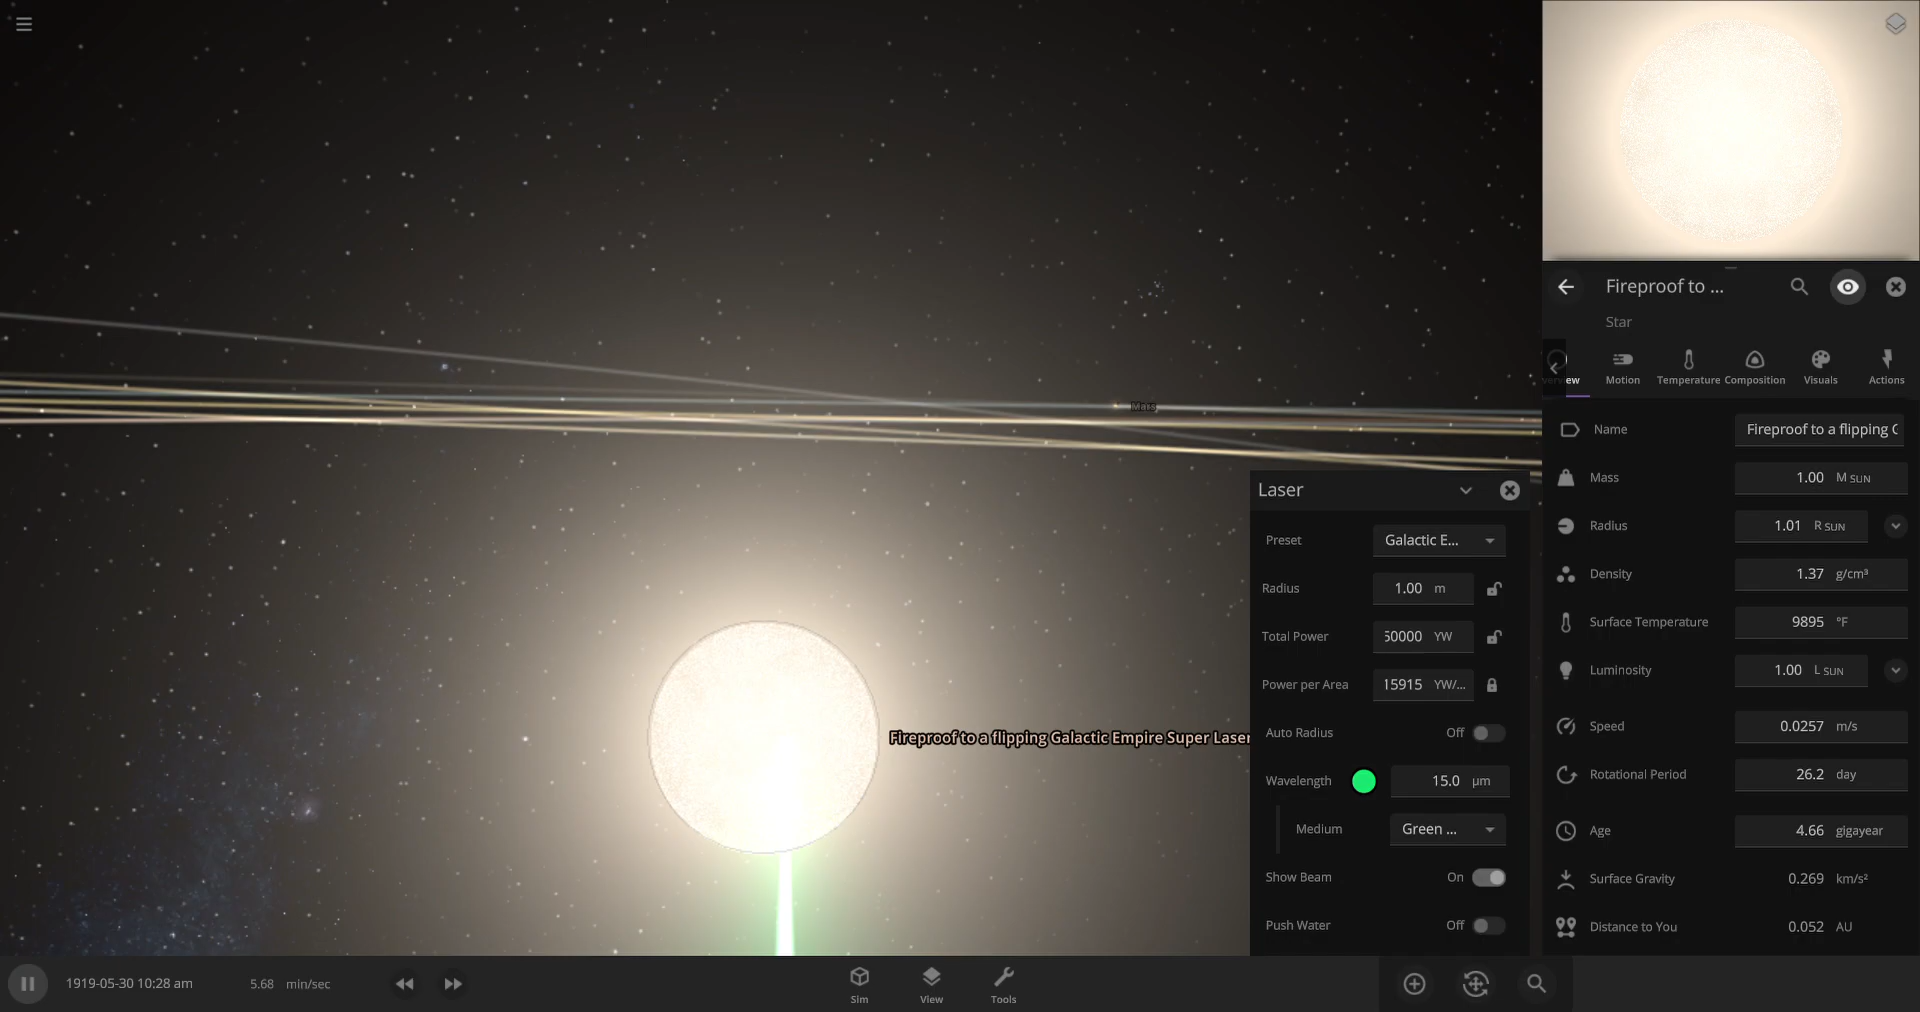 Fireproof to ...
Star
erview
Motion
Temperature
Composition
Visuals
Actions
Name Fireproof to a flipping
Mass 1.00 M SUN
Radius 1.01 R SUN
Density 1.37 g/cm³
Surface Temperature 9895 °F
Luminosity 1.00 L SUN
Speed 0.0257 m/s
Rotational Period 26.2 day
Age 4.66 gigayear
Surface Gravity 0.269 km/s²
Distance to You 0.052 AU
Fireproof to a flipping Galactic Empire Super Laser
Laser
Preset Galactic E...
Radius 1.00 m
Total Power 50000 YW
Power per Area 15915 YW/...
Auto Radius Off
Wavelength 15.0 µm
Medium Green ...
Show Beam On
Push Water Off
1919-05-30 10:28 am 5.68 min/sec
Sim
View
Tools